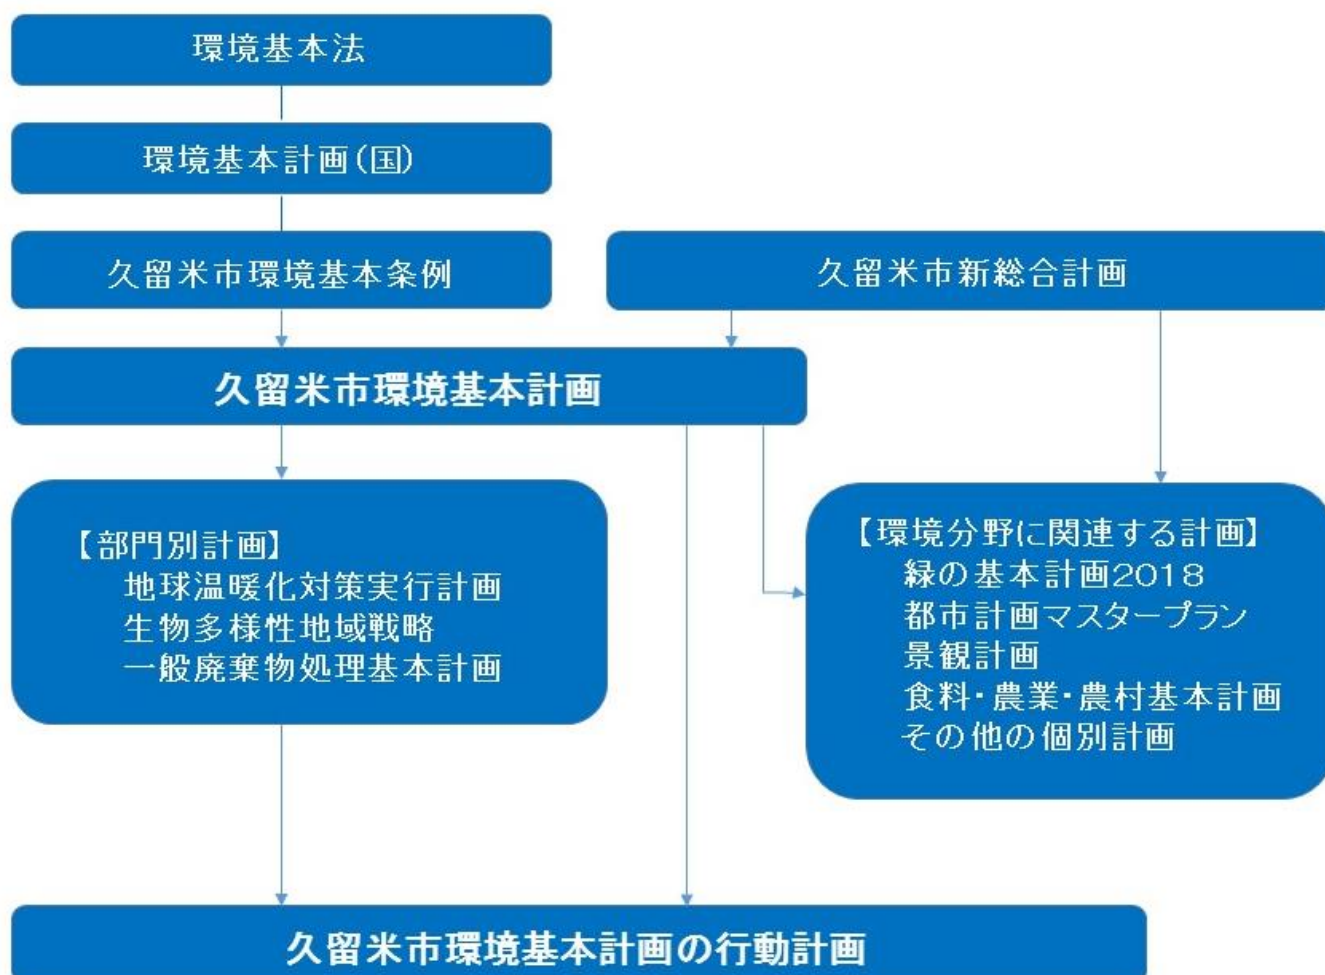 環境基本法
環境基本計画(国)
久留米市環境基本条例
久留米市新総合計画
久留米市環境基本計画
【部門別計画】
地球温暖化対策実行計画
生物多様性地域戦略
一般廃棄物処理基本計画
【環境分野に関連する計画】
緑の基本計画2018
都市計画マスタープラン
景観計画
食料・農業・農村基本計画
その他の個別計画
久留米市環境基本計画の行動計画